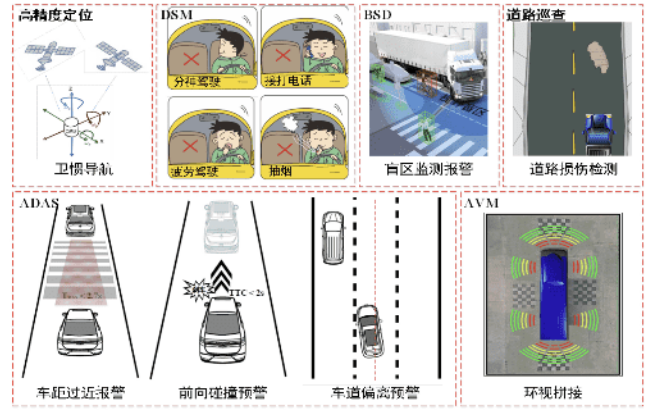 高精度定位
卫惯导航
DSM
分神驾驶
接打电话
疲劳驾驶
抽烟
BSD
盲区监测报警
道路巡查
道路损伤检测
ADAS
车距过近报警
TTC < 2s
前向碰撞预警
车道偏离预警
AVM
环视拼接